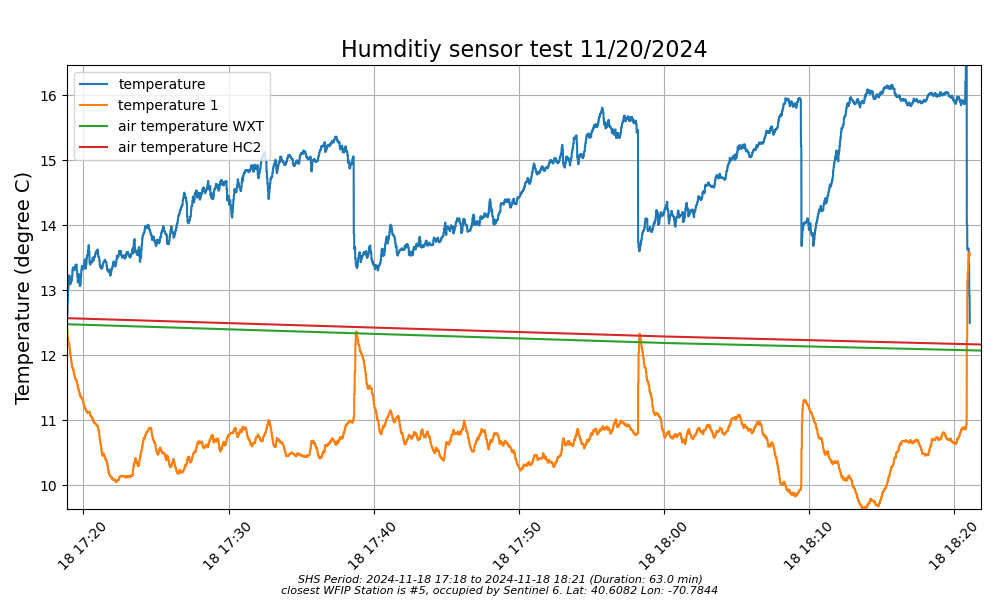 Humditiy sensor test 11/20/2024
temperature
temperature 1
air temperature WXT
air temperature HC2
Temperature (degree C)
16
15
14
13
12
11
10
18 17:20
18 17:30
18 17:40
18 17:50
18 18:00
18 18:10
18 18:20
SHS Period: 2024-11-18 17:18 to 2024-11-18 18:21 (Duration: 63.0 min)
closest WFIP Station is #5, occupied by Sentinel 6. Lat: 40.6082 Lon: -70.7844